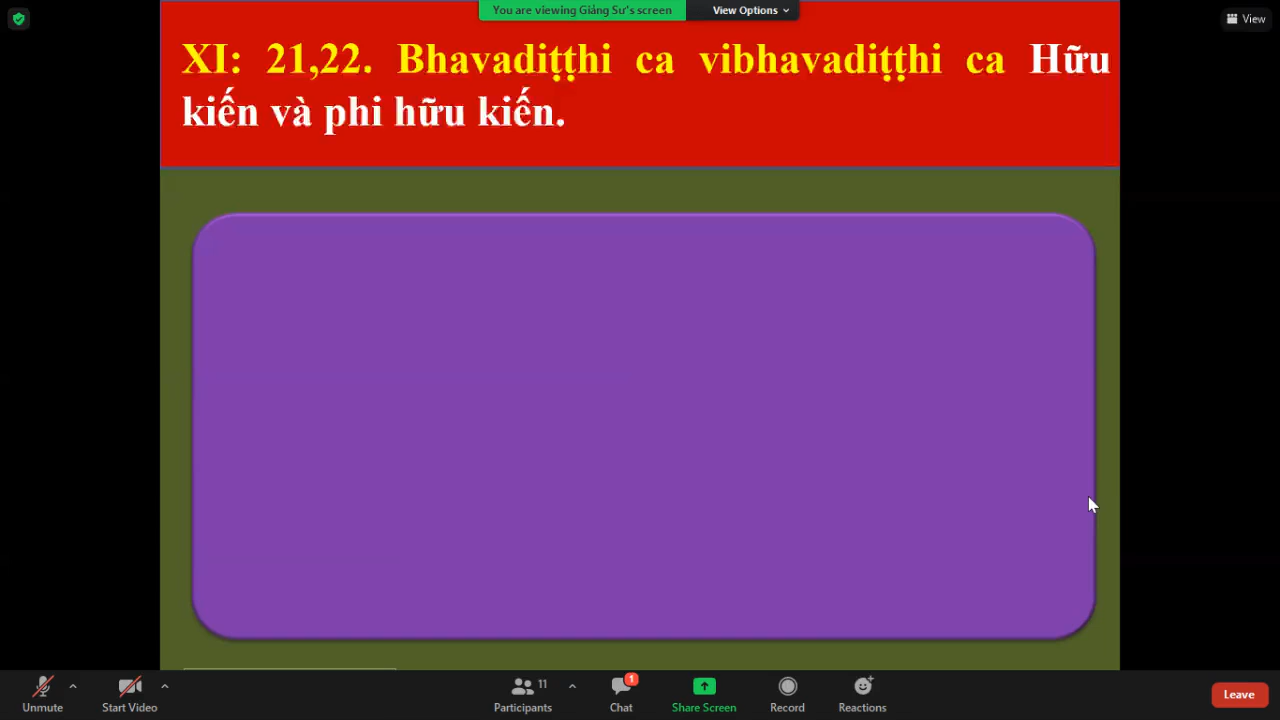 You are viewing Giảng Sư's screen
View Options
View
XI: 21,22. Bhavadiṭṭhi ca vibhavadiṭṭhi ca Hữu
kiến và phi hữu kiến.
Unmute
Start Video
11
Participants
1
Chat
Share Screen
Record
Reactions
Leave